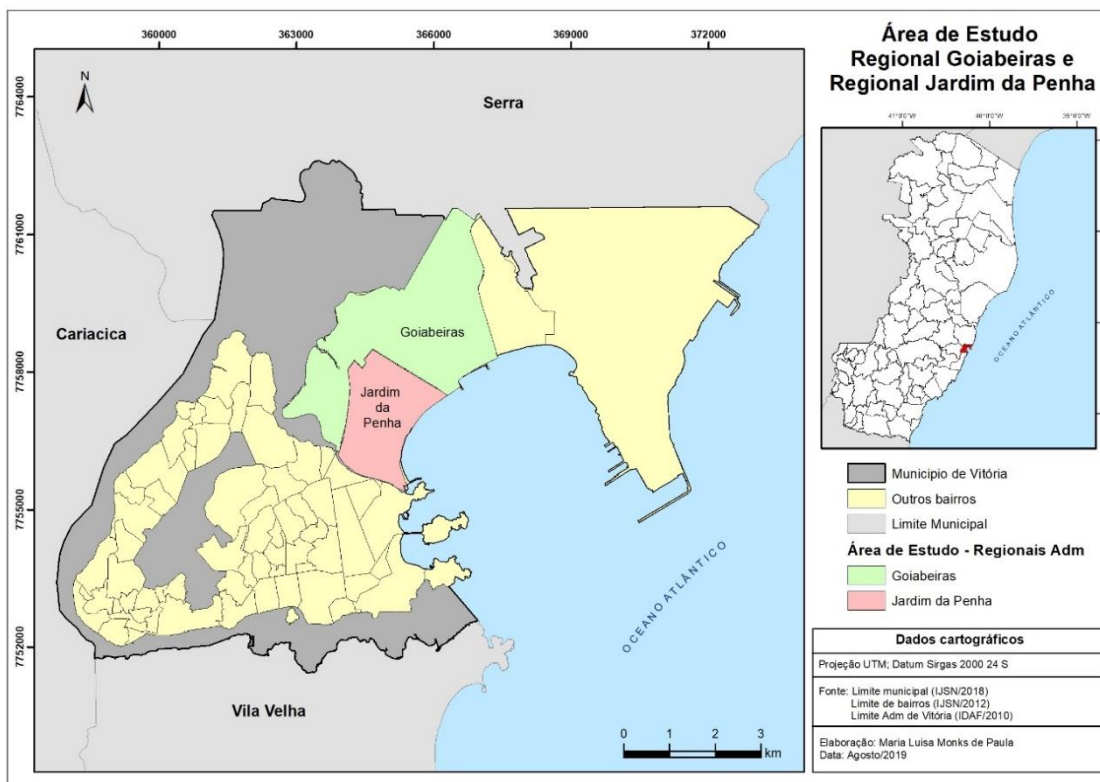 360000
363000
366000
369000
372000
7764000
7761000
7758000
7755000
7752000
N
Serra
Cariacica
Goiabeiras
Jardim
da
Penha
OCEANO ATLÂNTICO
Vila Velha
0 1 2 3
km
Área de Estudo
Regional Goiabeiras e
Regional Jardim da Penha
41°0'0"W
40°0'0"W
39°0'0"W
OCEANO ATLÂNTICO
Municipio de Vitória
Outros bairros
Limite Municipal
Área de Estudo - Regionais Adm
Goiabeiras
Jardim da Penha
Dados cartográficos
Projeção UTM; Datum Sirgas 2000 24 S
Fonte: Limite municipal (IJSN/2018)
Limite de bairros (IJSN/2012)
Limite Adm de Vitória (IDAF/2010)
Elaboração: Maria Luisa Monks de Paula
Data: Agosto/2019